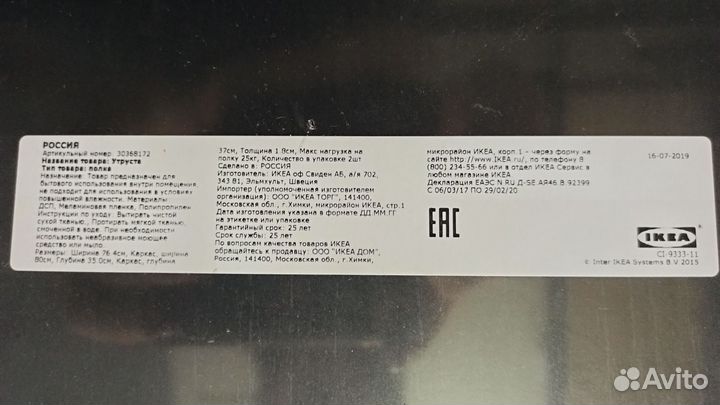 РОССИЯ
Артикульный номер: 30368172
Название товара: Утруста
Тип товара: полка
Назначение: Товар предназначен для
бытового использования внутри помещения,
не подходит для использования в условиях
повышенной влажности. Материалы:
ДСП, Меламиновая пленка, Полипропилен
Инструкции по уходу: Вытирать чистой
сухой тканью., Протирать мягкой тканью,
смоченной в воде. При необходимости
использовать неабразивное моющее
средство или мыло.
Размеры: Ширина 76.4см, Каркас, ширина
80см, Глубина 35.0см, Каркас, глубина
37см, Толщина 1.8см, Макс нагрузка на
полку 25кг, Количество в упаковке 2шт
Сделано в: РОССИЯ
Изготовитель: ИКЕА оф Свиден АБ, а/я 702,
343 81, Эльмхульт, Швеция
Импортер (уполномоченная изготовителем
организация): ООО "ИКЕА ТОРГ", 141400,
Московская обл., г. Химки, микрорайон ИКЕА, стр.1
Дата изготовления указана в формате ДД.ММ.ГГ
на этикетке или упаковке
Гарантийный срок: 25 лет
Срок службы: 25 лет
По вопросам качества товаров ИКЕА
обращайтесь к продавцу: ООО "ИКЕА ДОМ",
Россия, 141400, Московская обл., г.Химки,
микрорайон ИКЕА, корп.1 - через форму на
сайте http://www.IKEA.ru/, по телефону 8
(800) 234-55-66 или в отдел ИКЕА Сервис в
любом магазине ИКЕА
Декларация ЕАЭС N RU Д-SE.АЯ46.В.92399
С 06/03/17 ПО 29/02/20
EAC
16-07-2019
IKEA
CI-9333-11
© Inter IKEA Systems B.V 2015
Avito